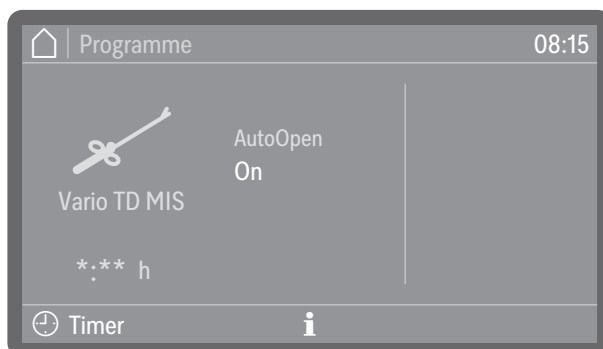 Programme 08:15
AutoOpen
On
Vario TD MIS
*:** h
Timer i